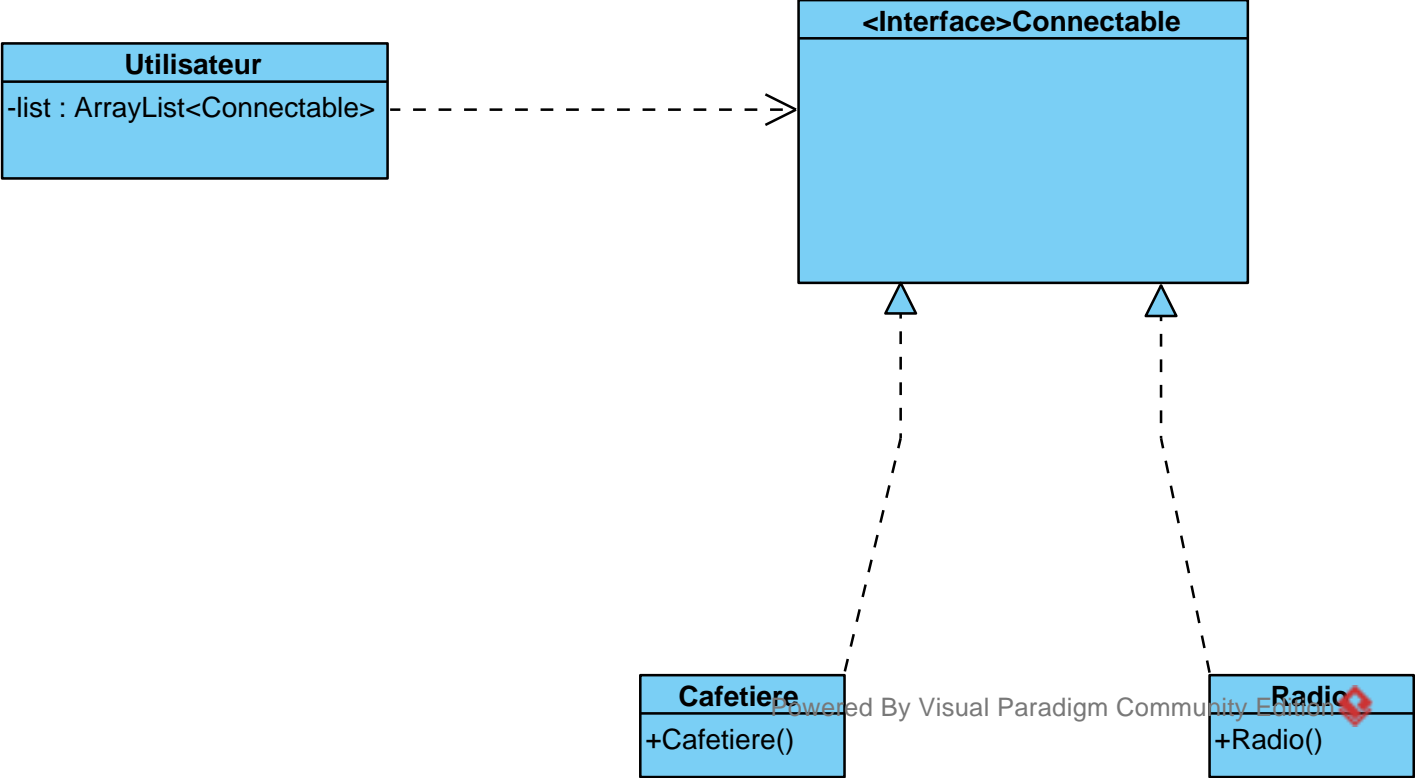 <Interface>Connectable
Utilisateur
-list : ArrayList<Connectable>
Cafetiere
Radio
Powered By Visual Paradigm Community Edition
+Cafetiere()
+Radio()